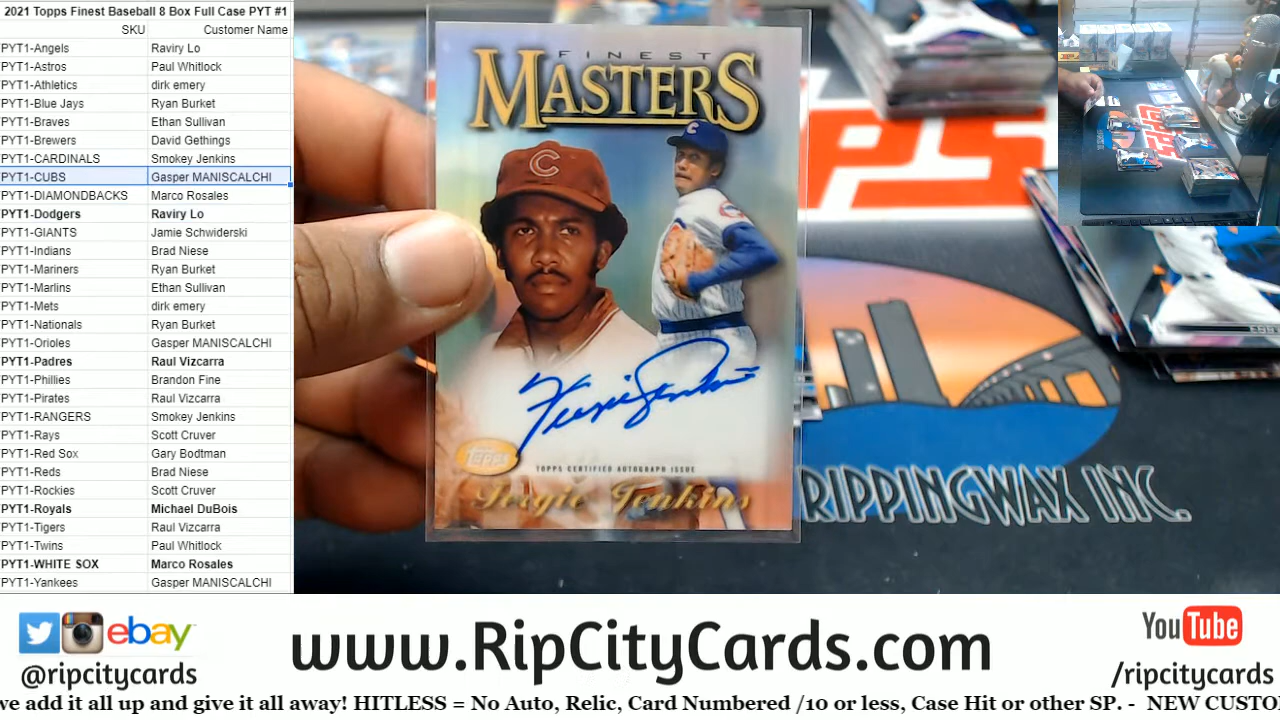 2021 Topps Finest Baseball 8 Box Full Case PYT #1
SKU Customer Name
PYT1-Angels Raviry Lo
PYT1-Astros Paul Whitlock
PYT1-Athletics dirk emery
PYT1-Blue Jays Ryan Burket
PYT1-Braves Ethan Sullivan
PYT1-Brewers David Gethings
PYT1-CARDINALS Smokey Jenkins
PYT1-CUBS Gasper MANISCALCHI
PYT1-DIAMONDBACKS Marco Rosales
PYT1-Dodgers Raviry Lo
PYT1-GIANTS Jamie Schwiderski
PYT1-Indians Brad Niese
PYT1-Mariners Ryan Burket
PYT1-Marlins Ethan Sullivan
PYT1-Mets dirk emery
PYT1-Nationals Ryan Burket
PYT1-Orioles Gasper MANISCALCHI
PYT1-Padres Raul Vizcarra
PYT1-Phillies Brandon Fine
PYT1-Pirates Raul Vizcarra
PYT1-RANGERS Smokey Jenkins
PYT1-Rays Scott Cruver
PYT1-Red Sox Gary Bodtman
PYT1-Reds Brad Niese
PYT1-Rockies Scott Cruver
PYT1-Royals Michael DuBois
PYT1-Tigers Raul Vizcarra
PYT1-Twins Paul Whitlock
PYT1-WHITE SOX Marco Rosales
PYT1-Yankees Gasper MANISCALCHI
FINEST
MASTERS
C
C
Fergie Jenkins
Topps
TOPPS CERTIFIED AUTOGRAPH ISSUE
Fergie Jenkins
PS
RIPPINGWAX INC.
ebay
@ripcitycards
www.RipCityCards.com
YouTube
/ripcitycards
ve add it all up and give it all away! HITLESS = No Auto, Relic, Card Numbered /10 or less, Case Hit or other SP. - NEW CUSTO